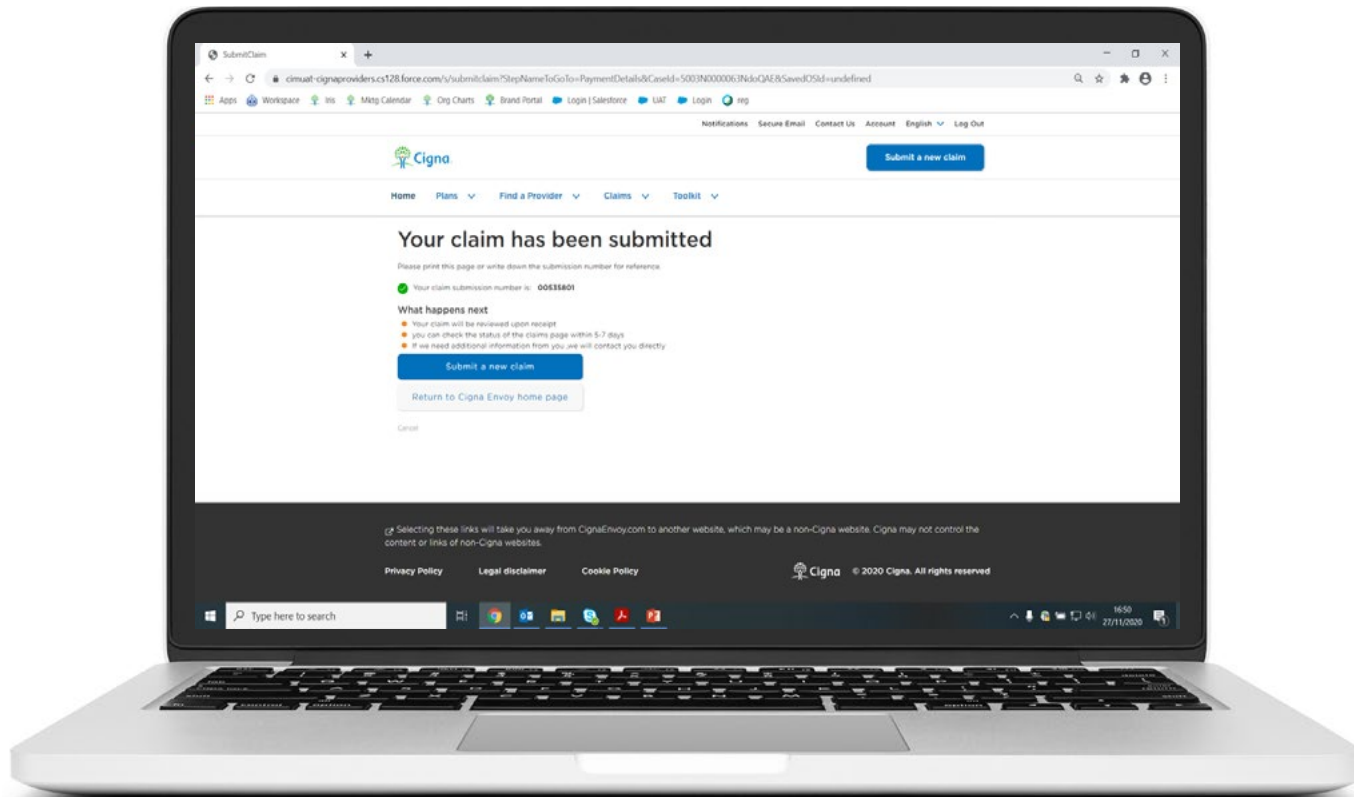 SubmitClaim
cimuat-cignaproviders.cs128.force.com/s/submitclaim?StepNameToGoTo=PaymentDetails&CaseId=5003N0000063NdoQAE&SavedOSId=undefined
Apps Workspace Iris Mktg Calendar Org Charts Brand Portal Login | Salesforce UAT Login reg
Notifications Secure Email Contact Us Account English Log Out
Cigna
Submit a new claim
Home Plans Find a Provider Claims Toolkit
Your claim has been submitted
Please print this page or write down the submission number for reference.
Your claim submission number is: 00535801
What happens next
Your claim will be reviewed upon receipt
you can check the status of the claims page within 5-7 days
If we need additional information from you ,we will contact you directly
Submit a new claim
Return to Cigna Envoy home page
Cancel
Selecting these links will take you away from CignaEnvoy.com to another website, which may be a non-Cigna website. Cigna may not control the
content or links of non-Cigna websites.
Privacy Policy Legal disclaimer Cookie Policy Cigna © 2020 Cigna. All rights reserved
Type here to search
16:50
27/11/2020